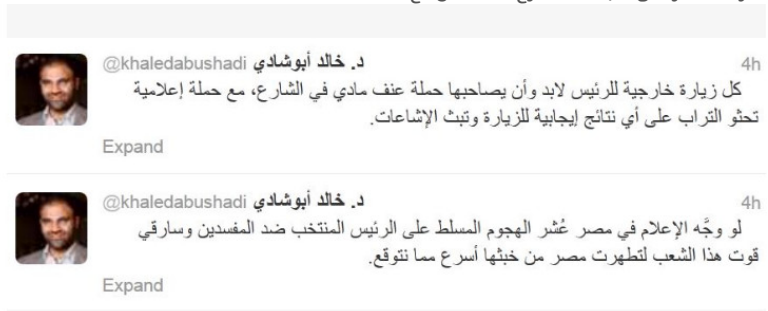 د. خالد أبوشادي @khaledabushadi 4h
كل زيارة خارجية للرئيس لابد وأن يصاحبها حملة عنف مادي في الشارع، مع حملة إعلامية
تحثو التراب على أي نتائج إيجابية للزيارة وتبث الإشاعات.
Expand
د. خالد أبوشادي @khaledabushadi 4h
لو وجَّه الإعلام في مصر عُشر الهجوم المسلط على الرئيس المنتخب ضد المفسدين وسارقي
قوت هذا الشعب لتطهرت مصر من خبثها أسرع مما نتوقع.
Expand